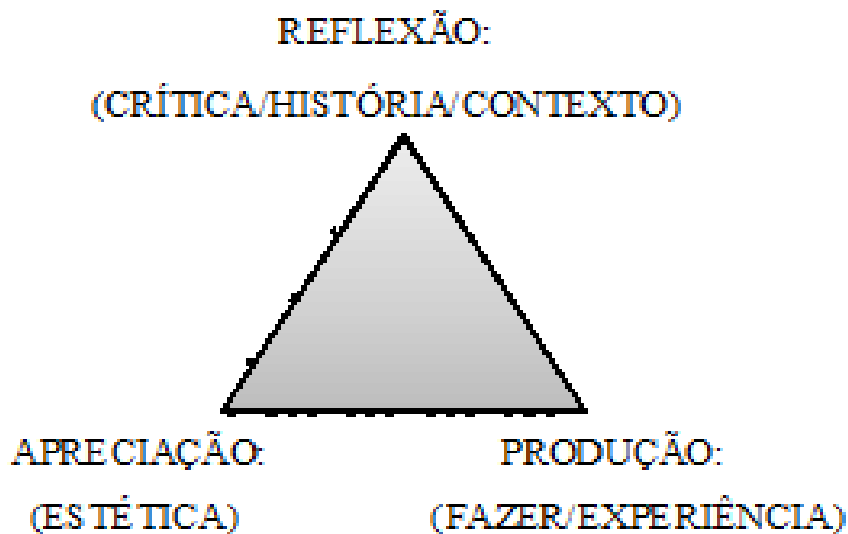 REFLEXÃO:
(CRÍTICA/HISTÓRIA/CONTEXTO)
APRECIAÇÃO:
PRODUÇÃO:
(ESTÉTICA)
(FAZER/EXPERIÊNCIA)